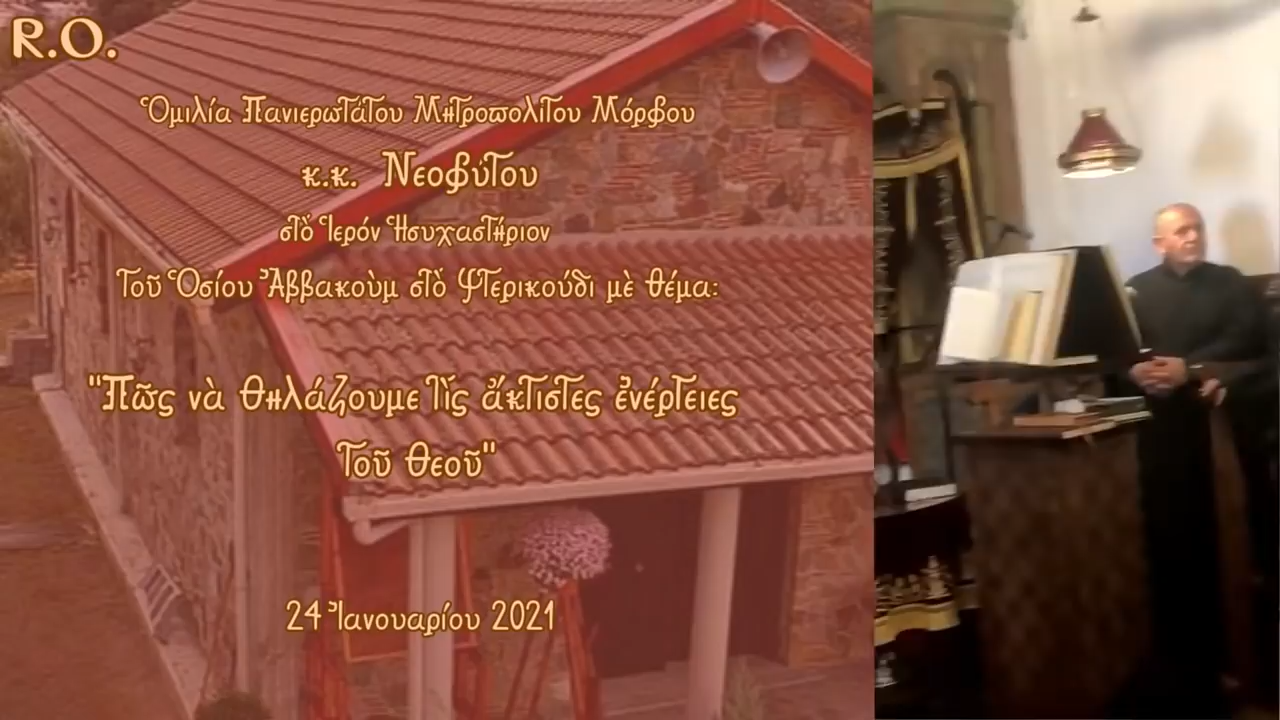 R.O.
Ὁμιλία Πανιερωτάτου Μητροπολίτου Μόρφου
κ.κ. Νεοφύτου
στὸ Ἱερόν Ἡσυχαστήριον
Τοῦ Ὁσίου Ἀββακοὺμ στὸ Φτερικούδι μὲ θέμα:
"Πῶς νὰ θηλάζουμε τὶς ἄκτιστες ἐνέργειες
Τοῦ Θεοῦ"
24 Ἰανουαρίου 2021